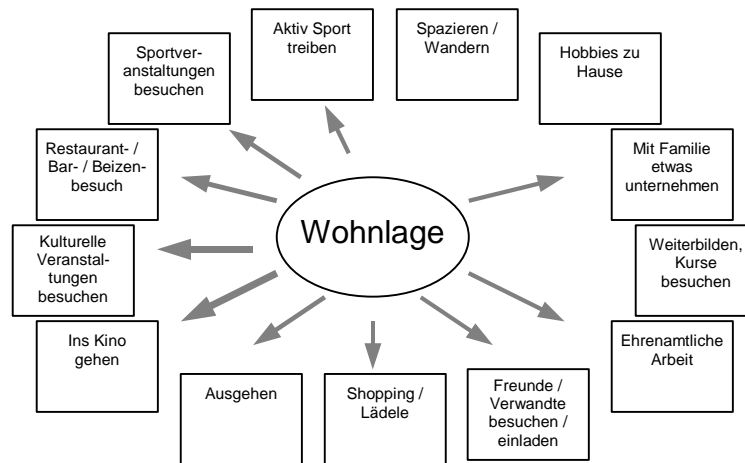 Aktiv Sport
treiben
Spazieren /
Wandern
Hobbies zu
Hause
Sportver-
anstaltungen
besuchen
Restaurant- /
Bar- / Beizen-
besuch
Mit Familie
etwas
unternehmen
Wohnlage
Kulturelle
Veranstal-
tungen
besuchen
Weiterbilden,
Kurse
besuchen
Ins Kino
gehen
Ehrenamtliche
Arbeit
Ausgehen
Shopping /
Lädele
Freunde /
Verwandte
besuchen /
einladen